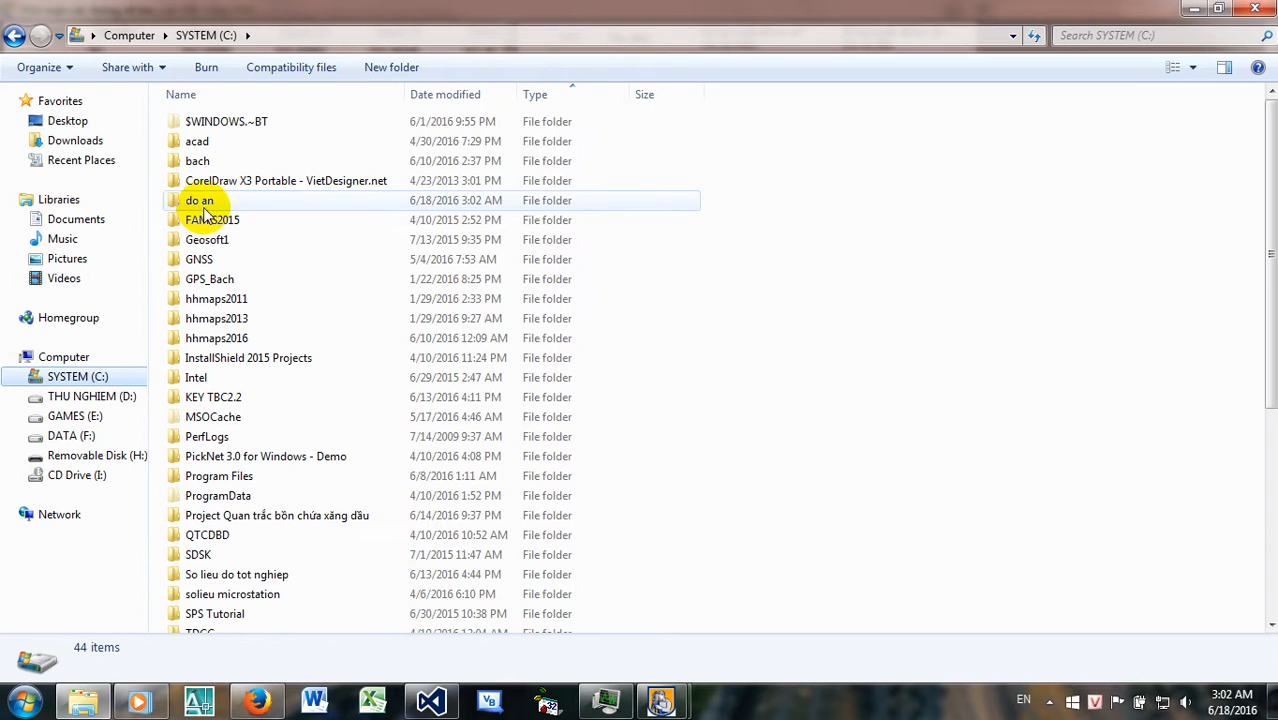 Computer SYSTEM (C:) Search SYSTEM (C:)
Organize Share with Burn Compatibility files New folder
Name Date modified Type Size
Favorites
Desktop
Downloads
Recent Places
Libraries
Documents
Music
Pictures
Videos
Homegroup
Computer
SYSTEM (C:)
THU NGHIEM (D:)
GAMES (E:)
DATA (F:)
Removable Disk (H:)
CD Drive (I:)
Network
$WINDOWS.~BT 6/1/2016 9:55 PM File folder
acad 4/30/2016 7:29 PM File folder
bach 6/10/2016 2:37 PM File folder
CorelDraw X3 Portable - VietDesigner.net 4/23/2013 3:01 PM File folder
do an 6/18/2016 3:02 AM File folder
2015 4/10/2015 2:52 PM File folder
Geosoft1 7/13/2015 9:35 PM File folder
GNSS 5/4/2016 7:53 AM File folder
GPS_Bach 1/22/2016 8:25 PM File folder
hhmaps2011 1/29/2016 2:33 PM File folder
hhmaps2013 1/29/2016 9:27 AM File folder
hhmaps2016 6/10/2016 12:09 AM File folder
InstallShield 2015 Projects 4/10/2016 11:24 PM File folder
Intel 6/29/2015 2:47 AM File folder
KEY TBC2.2 6/13/2016 4:11 PM File folder
MSOCache 5/17/2016 4:46 AM File folder
PerfLogs 7/14/2009 9:37 AM File folder
PickNet 3.0 for Windows - Demo 4/10/2016 4:08 PM File folder
Program Files 6/8/2016 1:11 AM File folder
ProgramData 4/10/2016 1:52 PM File folder
Project Quan trắc bồn chứa xăng dầu 6/14/2016 9:37 PM File folder
QTCDBD 4/10/2016 10:52 AM File folder
SDSK 7/1/2015 11:47 AM File folder
So lieu do tot nghiep 6/13/2016 4:44 PM File folder
solieu microstation 4/6/2016 6:10 PM File folder
SPS Tutorial 6/30/2015 10:38 PM File folder
File folder
44 items
EN 3:02 AM
6/18/2016